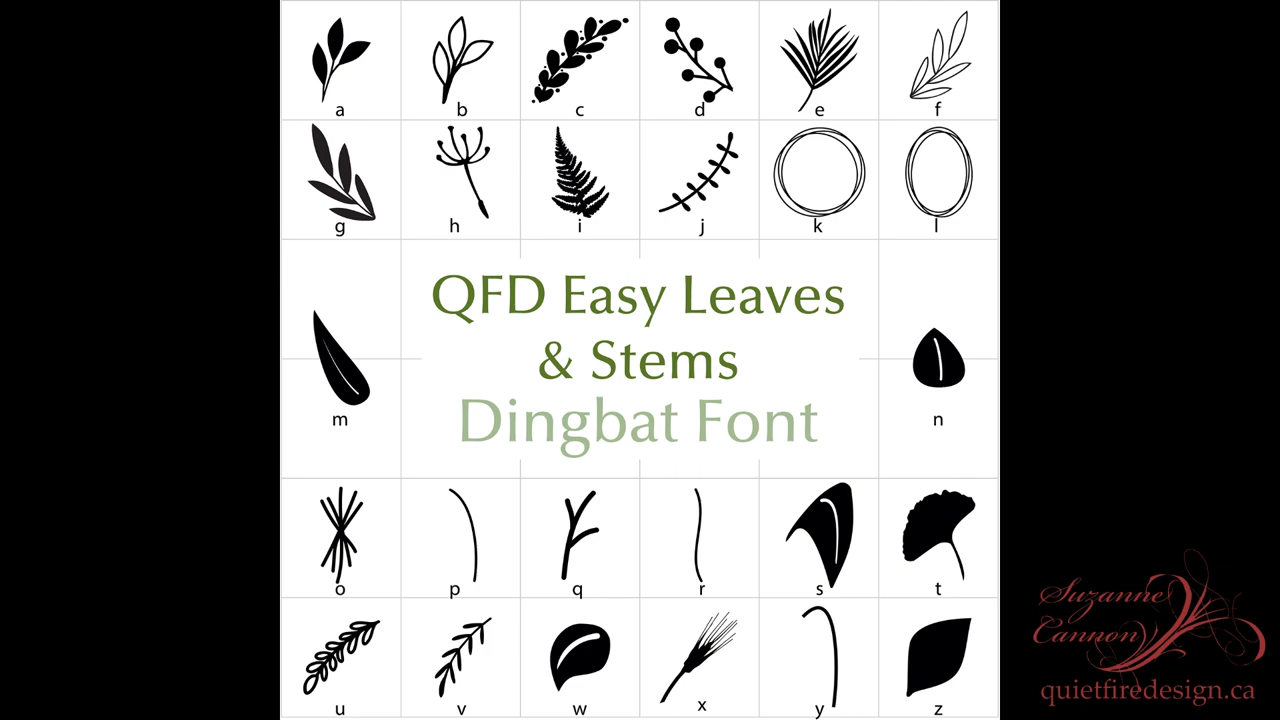 a b c d e f
g h i j k l
QFD Easy Leaves
& Stems
Dingbat Font
m n
o p q r s t
u v w x y z
Suzanne
Cannon
quietfiredesign.ca